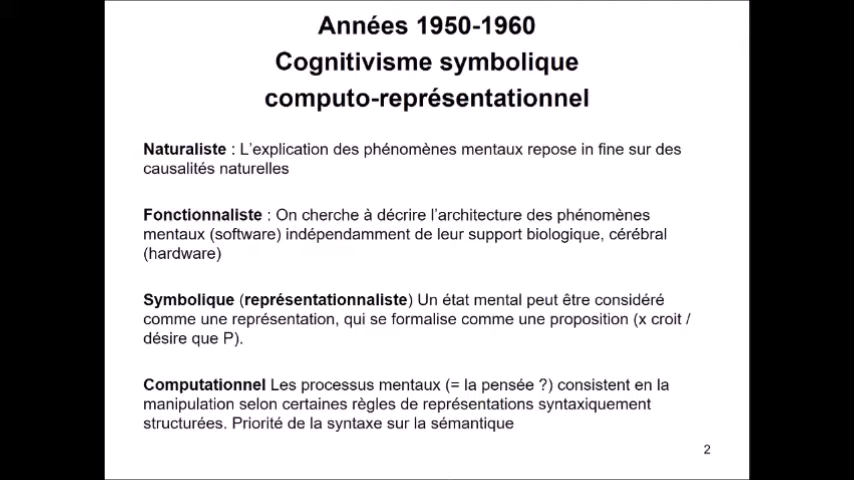 Années 1950-1960
Cognitivisme symbolique
computo-représentationnel
Naturaliste : L’explication des phénomènes mentaux repose in fine sur des
causalités naturelles
Fonctionnaliste : On cherche à décrire l’architecture des phénomènes
mentaux (software) indépendamment de leur support biologique, cérébral
(hardware)
Symbolique (représentationnaliste) Un état mental peut être considéré
comme une représentation, qui se formalise comme une proposition (x croit /
désire que P).
Computationnel Les processus mentaux (= la pensée ?) consistent en la
manipulation selon certaines règles de représentations syntaxiquement
structurées. Priorité de la syntaxe sur la sémantique
2